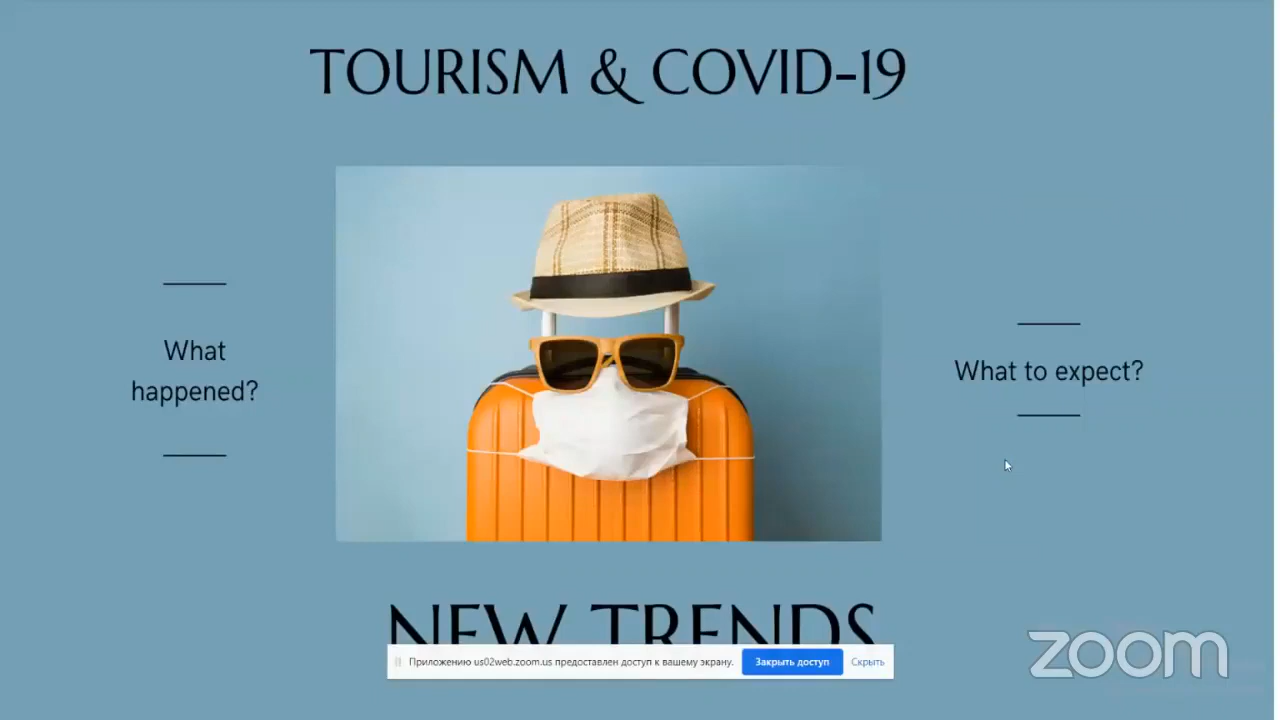 TOURISM & COVID-19
What
happened?
What to expect?
NEW TRENDS
Приложению us02web.zoom.us предоставлен доступ к вашему экрану.
Закрыть доступ
Скрыть
zoom